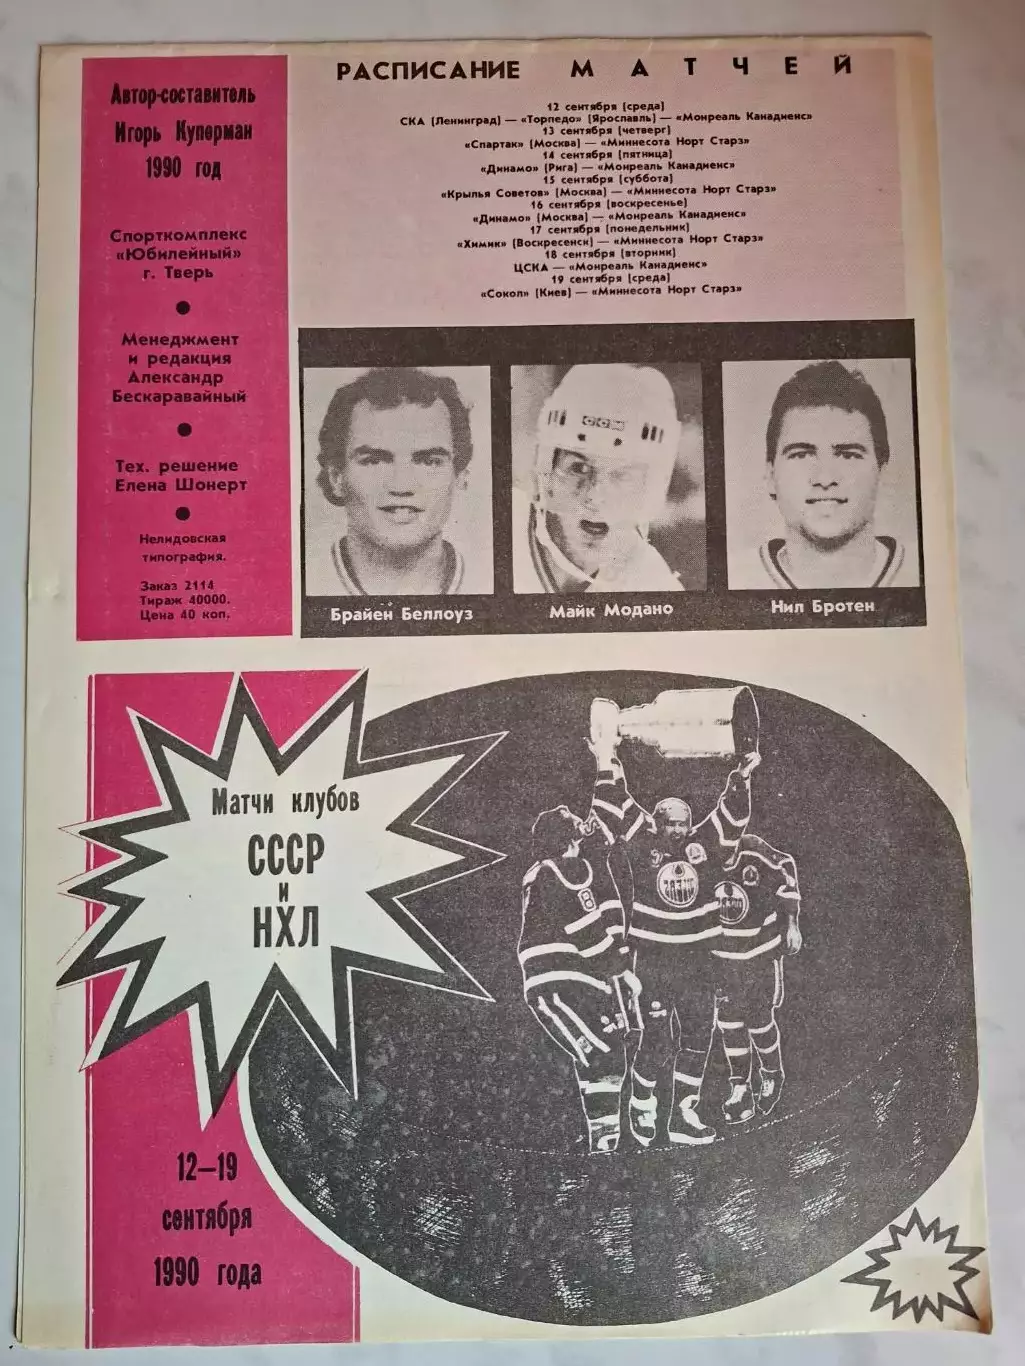 Автор-составитель
Игорь Куперман
1990 год
Спорткомплекс
«Юбилейный»
г. Тверь
Менеджмент
и редакция
Александр
Бескаравайный
Тех. решение
Елена Шонерт
Нелидовская
типография.
Заказ 2114
Тираж 40000.
Цена 40 коп.
РАСПИСАНИЕ МАТЧЕЙ
12 сентября (среда)
СКА (Ленинград) — «Торпедо» (Ярославль) — «Монреаль Канадиенс»
13 сентября (четверг)
«Спартак» (Москва) — «Миннесота Норт Старз»
14 сентября (пятница)
«Динамо» (Рига) — «Монреаль Канадиенс»
15 сентября (суббота)
«Крылья Советов» (Москва) — «Миннесота Норт Старз»
16 сентября (воскресенье)
«Динамо» (Москва) — «Монреаль Канадиенс»
17 сентября (понедельник)
«Химик» (Воскресенск) — «Миннесота Норт Старз»
18 сентября (вторник)
ЦСКА — «Монреаль Канадиенс»
19 сентября (среда)
«Сокол» (Киев) — «Миннесота Норт Старз»
Брайен Беллоуз
Майк Модано
Нил Бротен
Матчи клубов
СССР
и
НХЛ
12—19
сентября
1990 года